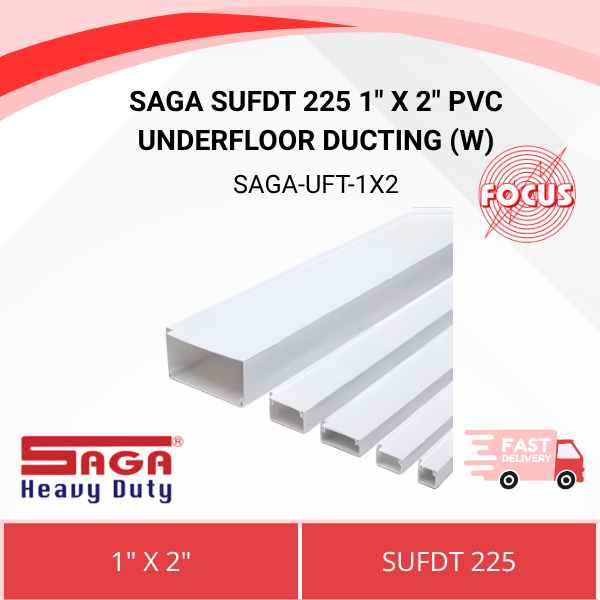 SAGA SUFDT 225 1" X 2" PVC
UNDERFLOOR DUCTING (W)
SAGA-UFT-1X2
FOCUS
SAGA®
Heavy Duty
FAST
DELIVERY
1" X 2"
SUFDT 225